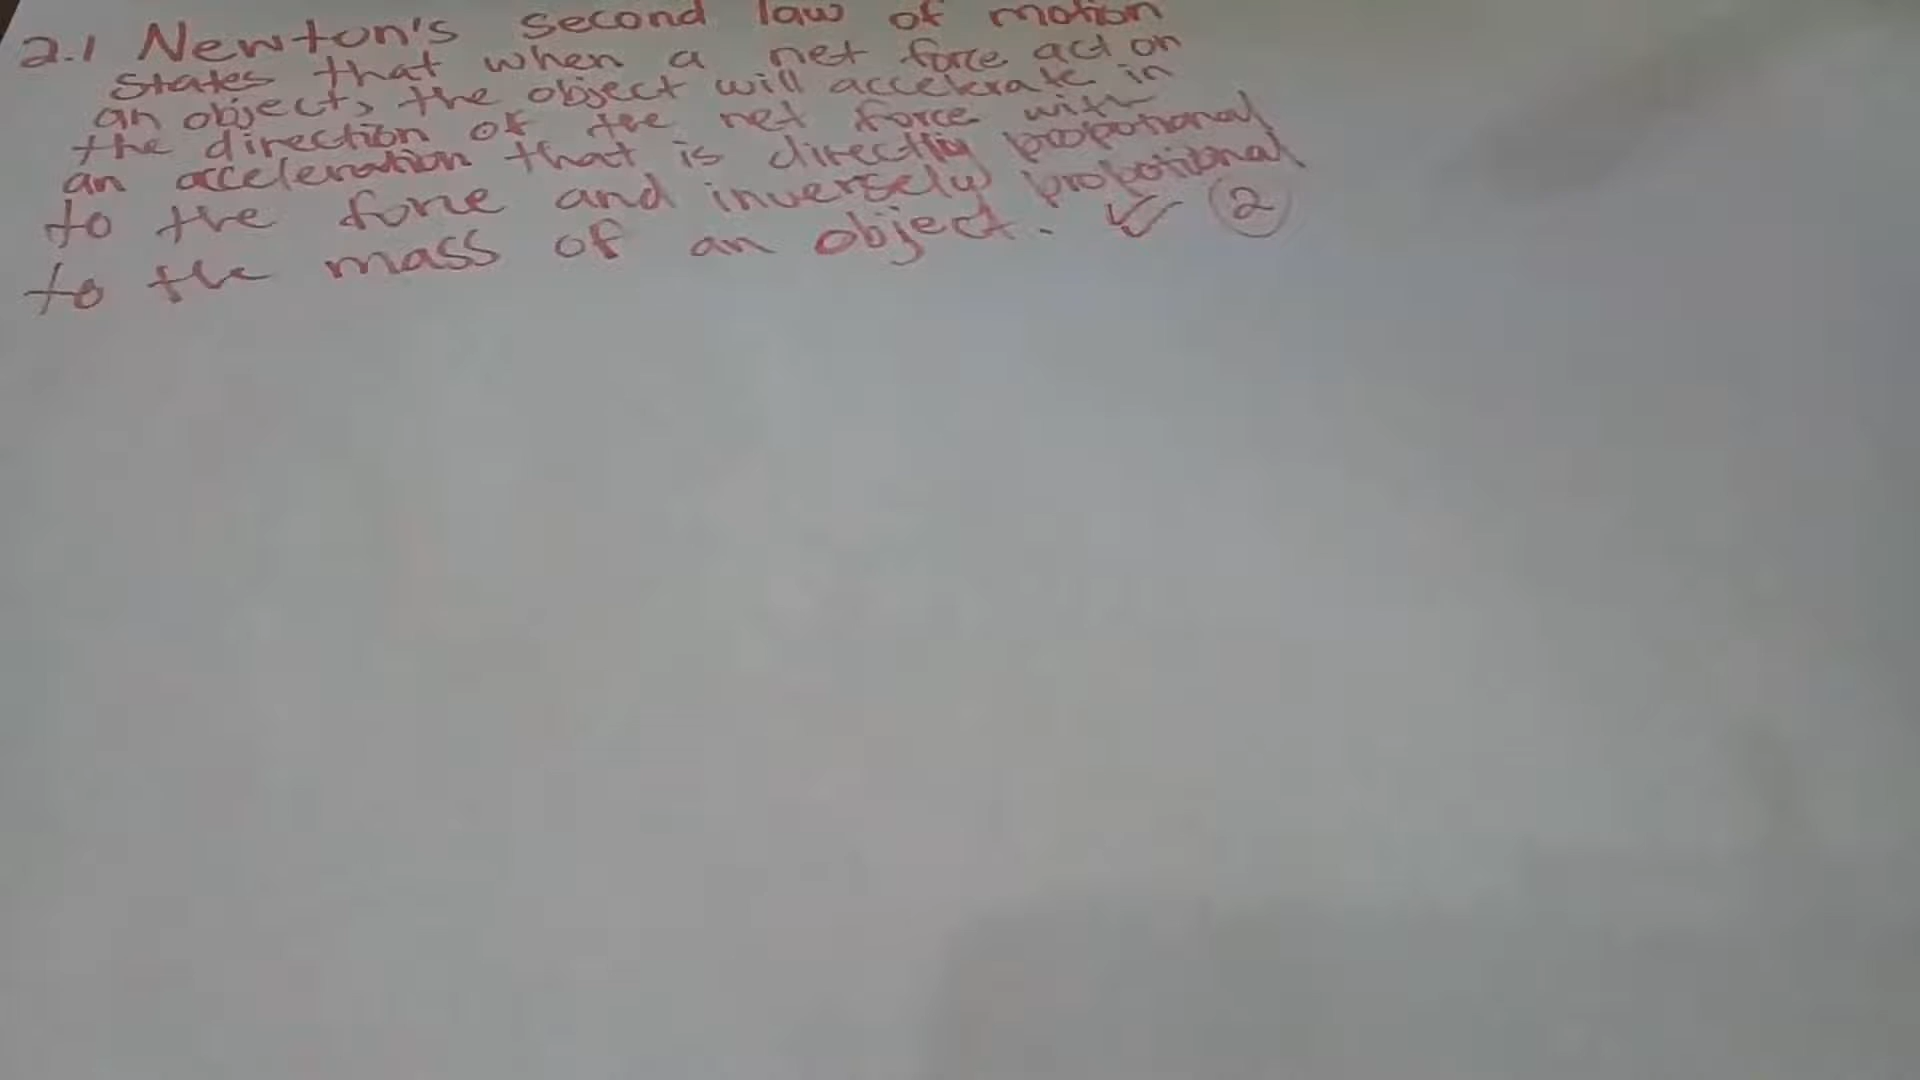 2.1 Newton's second law of motion
states that when a net force act on
an object, the object will accelerate in
the direction of the net force with
an acceleration that is directly propotional
to the force and inversely propotional
to the mass of an object. ✓✓ 2